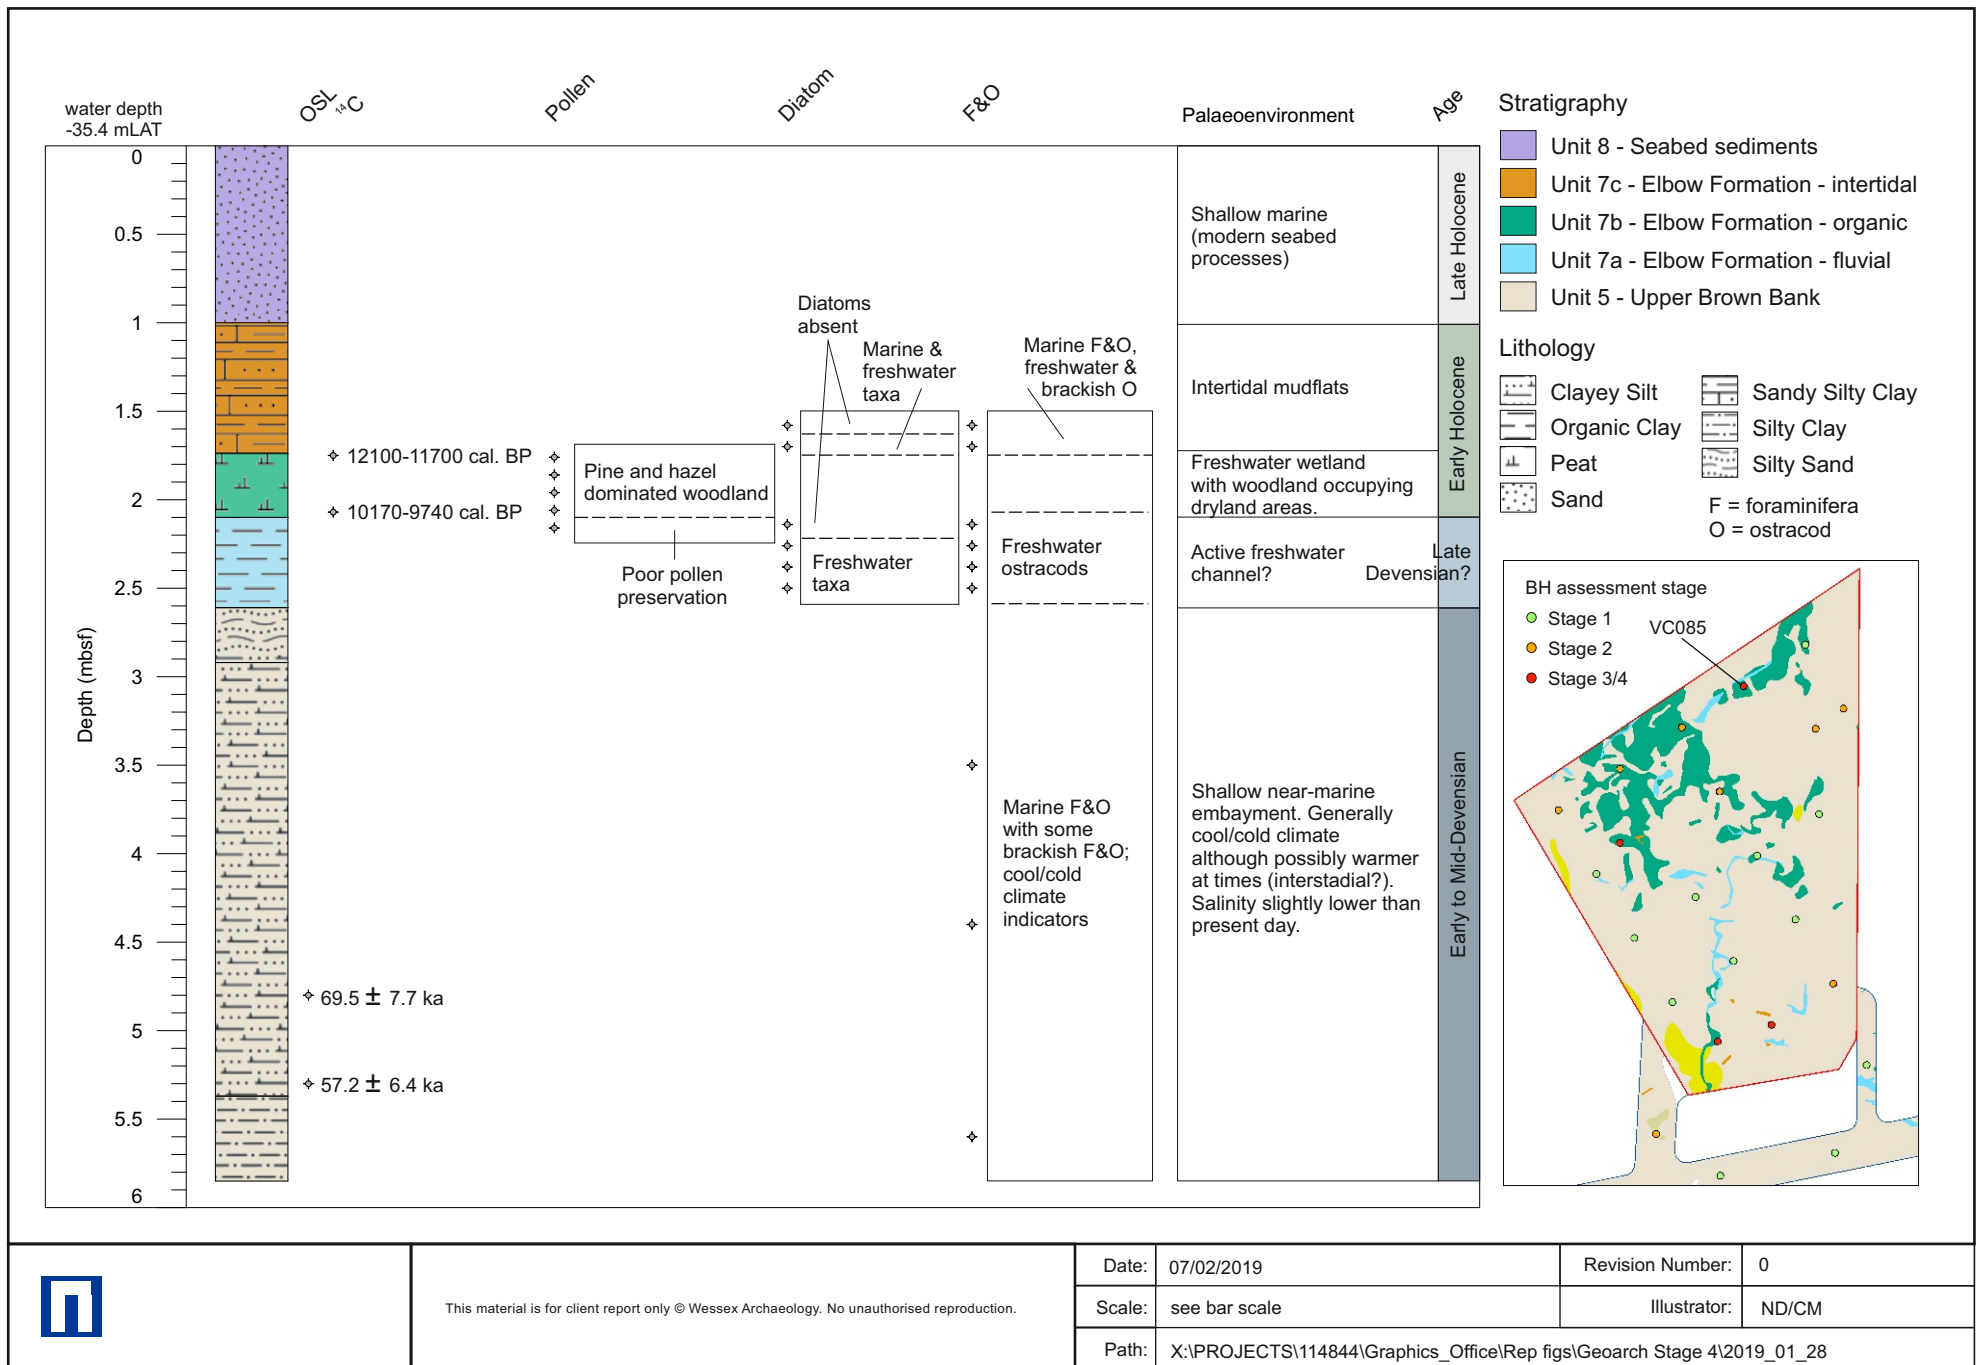 water depth
-35.4 mLAT
OSL
14C
Pollen
Diatom
F&O
Palaeoenvironment
Age
Depth (mbsf)
0
0.5
1
1.5
2
2.5
3
3.5
4
4.5
5
5.5
6
12100-11700 cal. BP
10170-9740 cal. BP
69.5 ± 7.7 ka
57.2 ± 6.4 ka
Pine and hazel
dominated woodland
Poor pollen
preservation
Diatoms
absent
Marine &
freshwater
taxa
Freshwater
taxa
Marine F&O,
freshwater &
brackish O
Freshwater
ostracods
Marine F&O
with some
brackish F&O;
cool/cold
climate
indicators
Shallow marine
(modern seabed
processes)
Intertidal mudflats
Freshwater wetland
with woodland occupying
dryland areas.
Active freshwater
channel?
Shallow near-marine
embayment. Generally
cool/cold climate
although possibly warmer
at times (interstadial?).
Salinity slightly lower than
present day.
Late Holocene
Early Holocene
Late
Devensian?
Early to Mid-Devensian
Stratigraphy
Unit 8 - Seabed sediments
Unit 7c - Elbow Formation - intertidal
Unit 7b - Elbow Formation - organic
Unit 7a - Elbow Formation - fluvial
Unit 5 - Upper Brown Bank
Lithology
Clayey Silt
Organic Clay
Peat
Sand
Sandy Silty Clay
Silty Clay
Silty Sand
F = foraminifera
O = ostracod
BH assessment stage
Stage 1
Stage 2
Stage 3/4
VC085
This material is for client report only © Wessex Archaeology. No unauthorised reproduction.
Date: 07/02/2019
Revision Number: 0
Scale: see bar scale
Illustrator: ND/CM
Path: X:\PROJECTS\114844\Graphics_Office\Rep figs\Geoarch Stage 4\2019_01_28